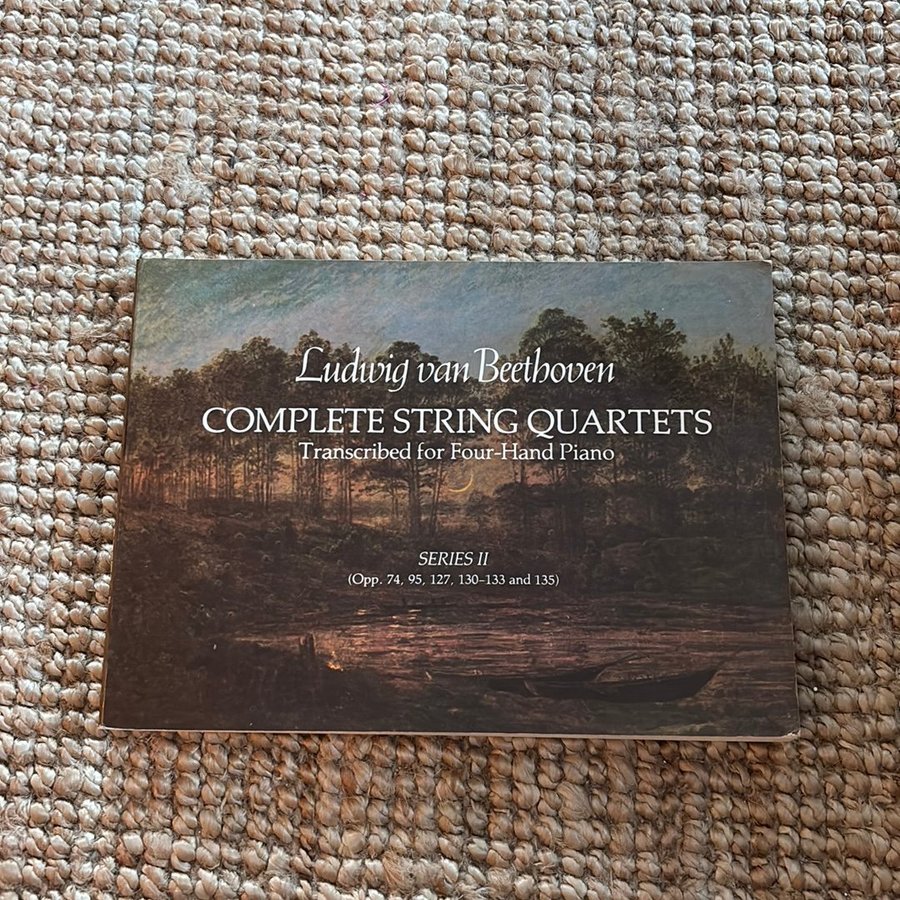 Ludwig van Beethoven
COMPLETE STRING QUARTETS
Transcribed for Four-Hand Piano
SERIES II
(Opp. 74, 95, 127, 130–133 and 135)